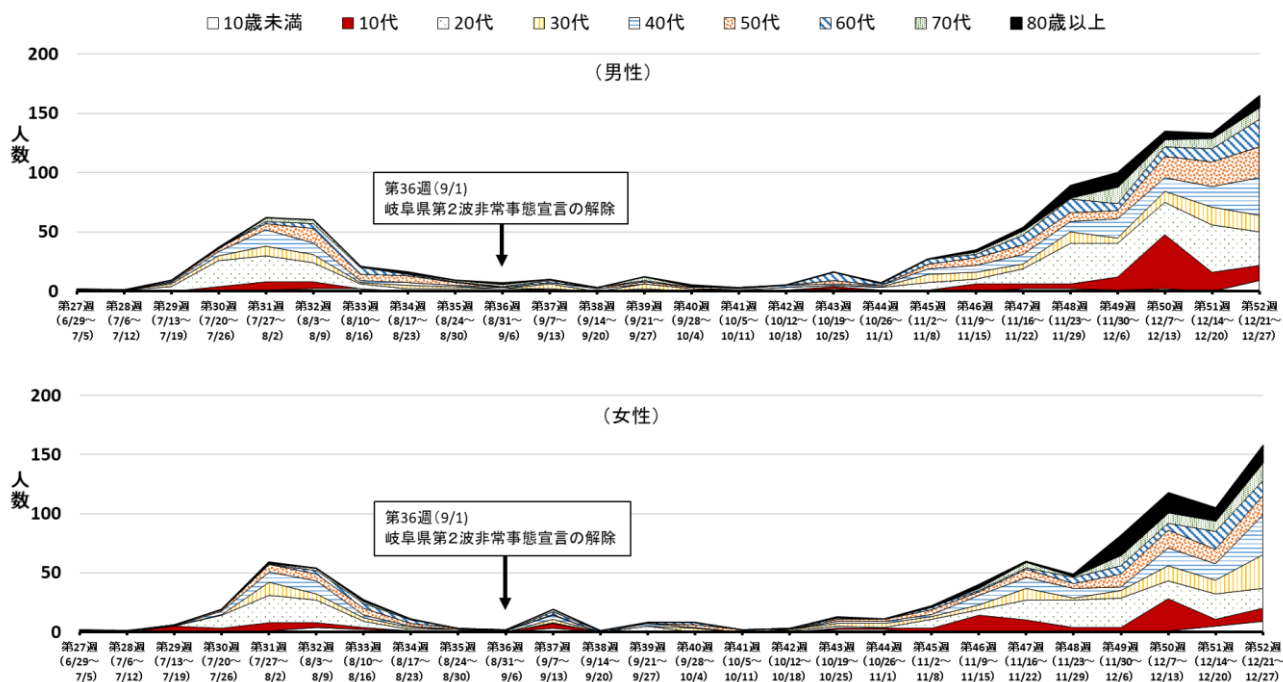 10歳未満 10代 20代 30代 40代 50代 60代 70代 80歳以上
（男性）
人数
200
150
100
50
0
第36週(9/1)
岐阜県第２波非常事態宣言の解除
第27週 第28週 第29週 第30週 第31週 第32週 第33週 第34週 第35週 第36週 第37週 第38週 第39週 第40週 第41週 第42週 第43週 第44週 第45週 第46週 第47週 第48週 第49週 第50週 第51週 第52週
(6/29～ (7/6～ (7/13～ (7/20～ (7/27～ (8/3～ (8/10～ (8/17～ (8/24～ (8/31～ (9/7～ (9/14～ (9/21～ (9/28～ (10/5～ (10/12～ (10/19～ (10/26～ (11/2～ (11/9～ (11/16～ (11/23～ (11/30～ (12/7～ (12/14～ (12/21～
7/5) 7/12) 7/19) 7/26) 8/2) 8/9) 8/16) 8/23) 8/30) 9/6) 9/13) 9/20) 9/27) 10/4) 10/11) 10/18) 10/25) 11/1) 11/8) 11/15) 11/22) 11/29) 12/6) 12/13) 12/20) 12/27)
（女性）
人数
200
150
100
50
0
第36週(9/1)
岐阜県第２波非常事態宣言の解除
第27週 第28週 第29週 第30週 第31週 第32週 第33週 第34週 第35週 第36週 第37週 第38週 第39週 第40週 第41週 第42週 第43週 第44週 第45週 第46週 第47週 第48週 第49週 第50週 第51週 第52週
(6/29～ (7/6～ (7/13～ (7/20～ (7/27～ (8/3～ (8/10～ (8/17～ (8/24～ (8/31～ (9/7～ (9/14～ (9/21～ (9/28～ (10/5～ (10/12～ (10/19～ (10/26～ (11/2～ (11/9～ (11/16～ (11/23～ (11/30～ (12/7～ (12/14～ (12/21～
7/5) 7/12) 7/19) 7/26) 8/2) 8/9) 8/16) 8/23) 8/30) 9/6) 9/13) 9/20) 9/27) 10/4) 10/11) 10/18) 10/25) 11/1) 11/8) 11/15) 11/22) 11/29) 12/6) 12/13) 12/20) 12/27)